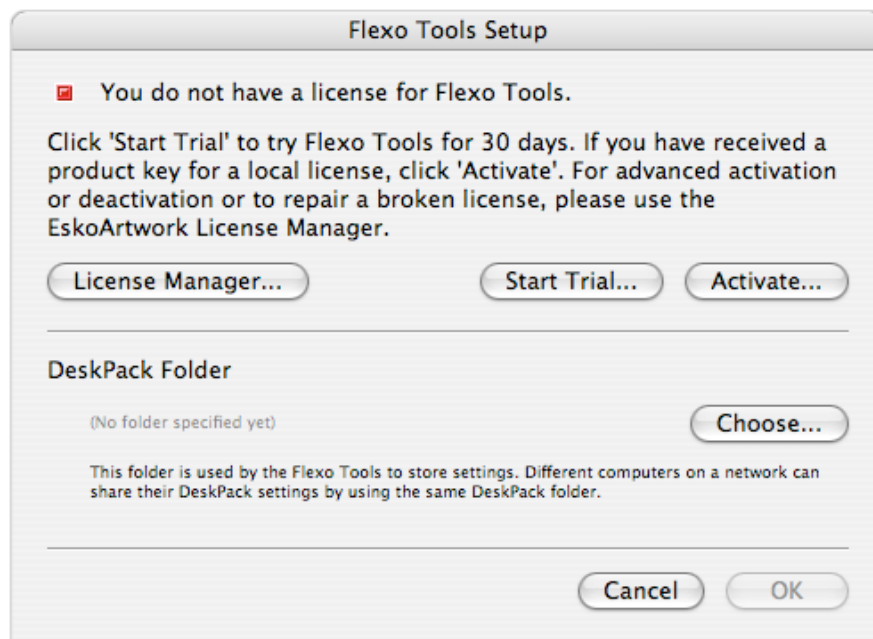 Flexo Tools Setup
You do not have a license for Flexo Tools.
Click 'Start Trial' to try Flexo Tools for 30 days. If you have received a
product key for a local license, click 'Activate'. For advanced activation
or deactivation or to repair a broken license, please use the
EskoArtwork License Manager.
License Manager... Start Trial... Activate...
DeskPack Folder
(No folder specified yet) Choose...
This folder is used by the Flexo Tools to store settings. Different computers on a network can
share their DeskPack settings by using the same DeskPack folder.
Cancel OK